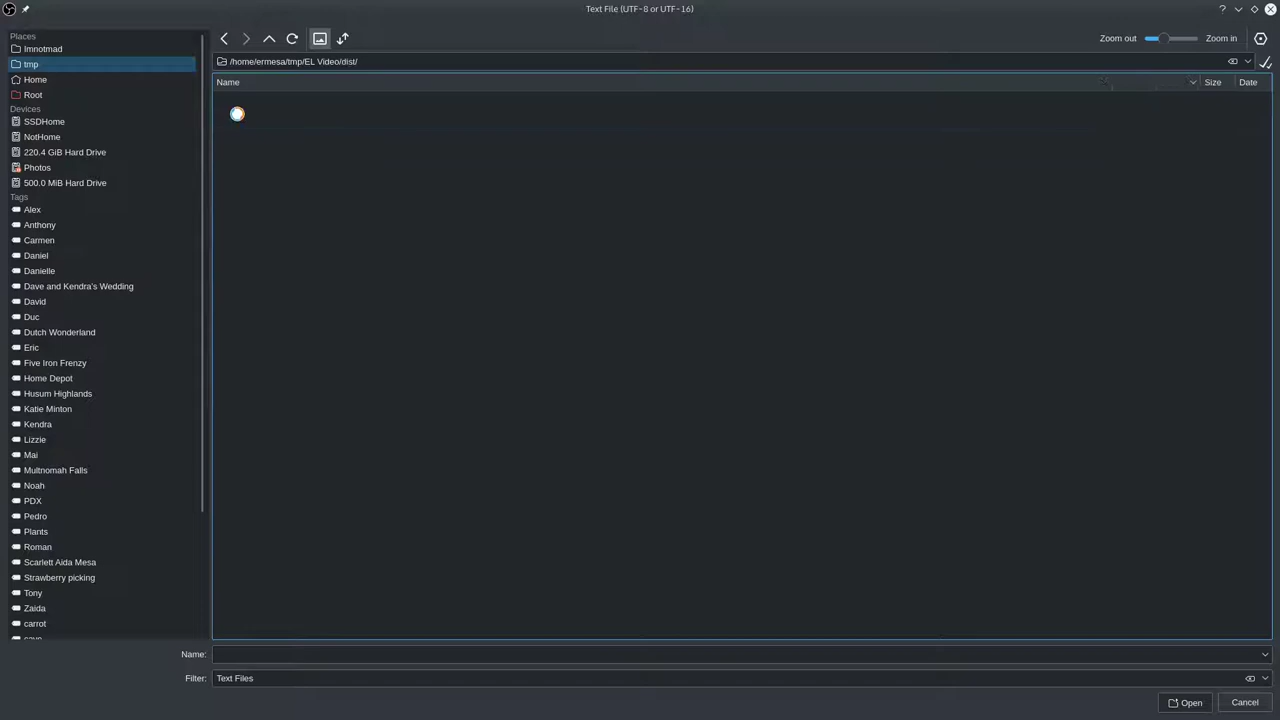 Text File (UTF-8 or UTF-16)
Places
Imnotmad
tmp
Home
Root
Devices
SSDHome
NotHome
220.4 GiB Hard Drive
Photos
500.0 MiB Hard Drive
Tags
Alex
Anthony
Carmen
Daniel
Danielle
Dave and Kendra's Wedding
David
Duc
Dutch Wonderland
Eric
Five Iron Frenzy
Home Depot
Husum Highlands
Katie Minton
Kendra
Lizzie
Mai
Multnomah Falls
Noah
PDX
Pedro
Plants
Roman
Scarlett Aida Mesa
Strawberry picking
Tony
Zaida
carrot
Zoom out Zoom in
/home/ermesa/tmp/EL Video/dist/
Name Size Date
Name:
Filter: Text Files
Open Cancel